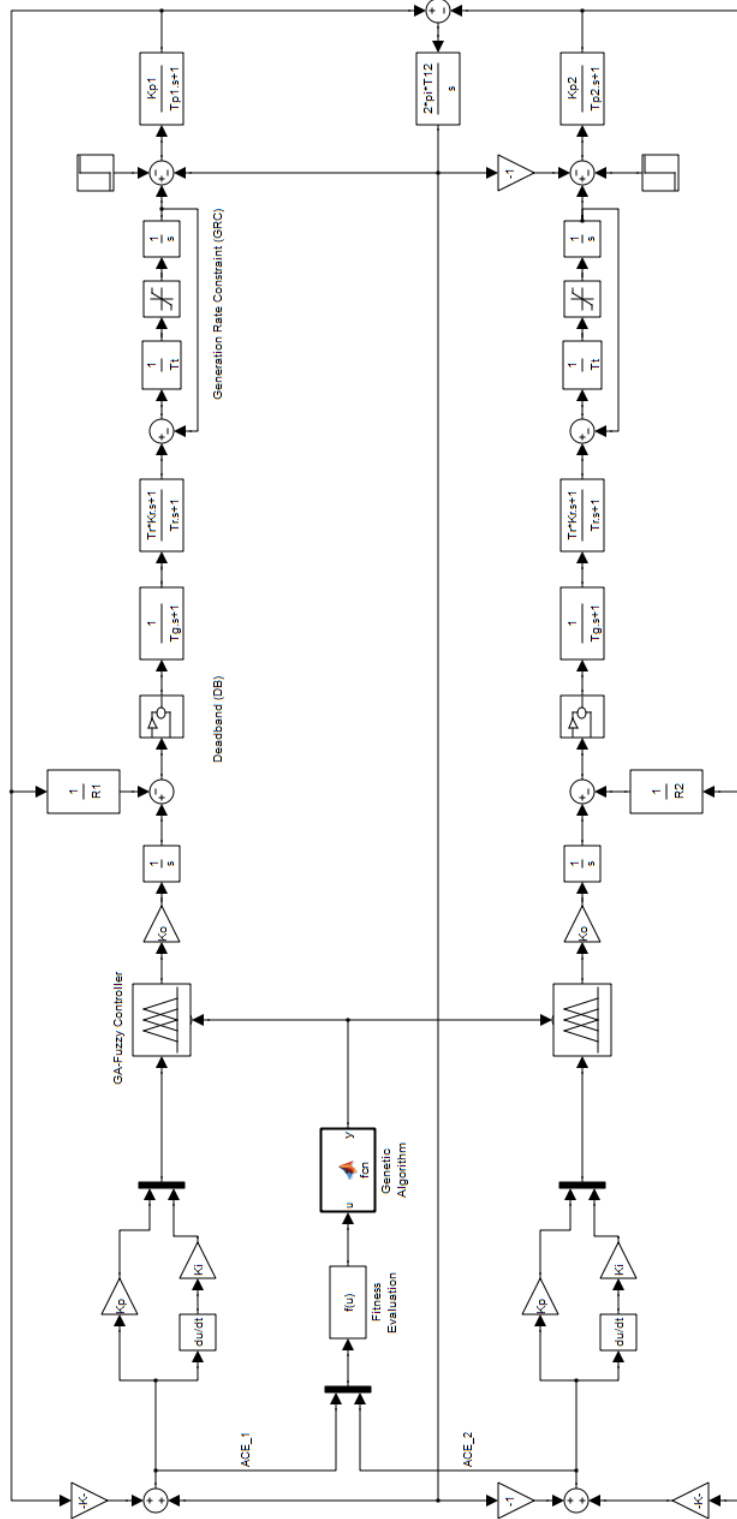 -K-
Kp
du/dt
Ki
GA-Fuzzy Controller
Ko
1
s
1
R1
Deadband (DB)
1
Tg.s+1
Tr*Kr.s+1
Tr.s+1
1
Tt
1
s
Generation Rate Constraint (GRC)
Kp1
Tp1.s+1
ACE_1
f(u)
Fitness
Evaluation
u
fcn
y
Genetic
Algorithm
2*pi*T12
s
ACE_2
-1
-1
-K-
Kp
du/dt
Ki
Ko
1
s
1
R2
1
Tg.s+1
Tr*Kr.s+1
Tr.s+1
1
Tt
1
s
Kp2
Tp2.s+1